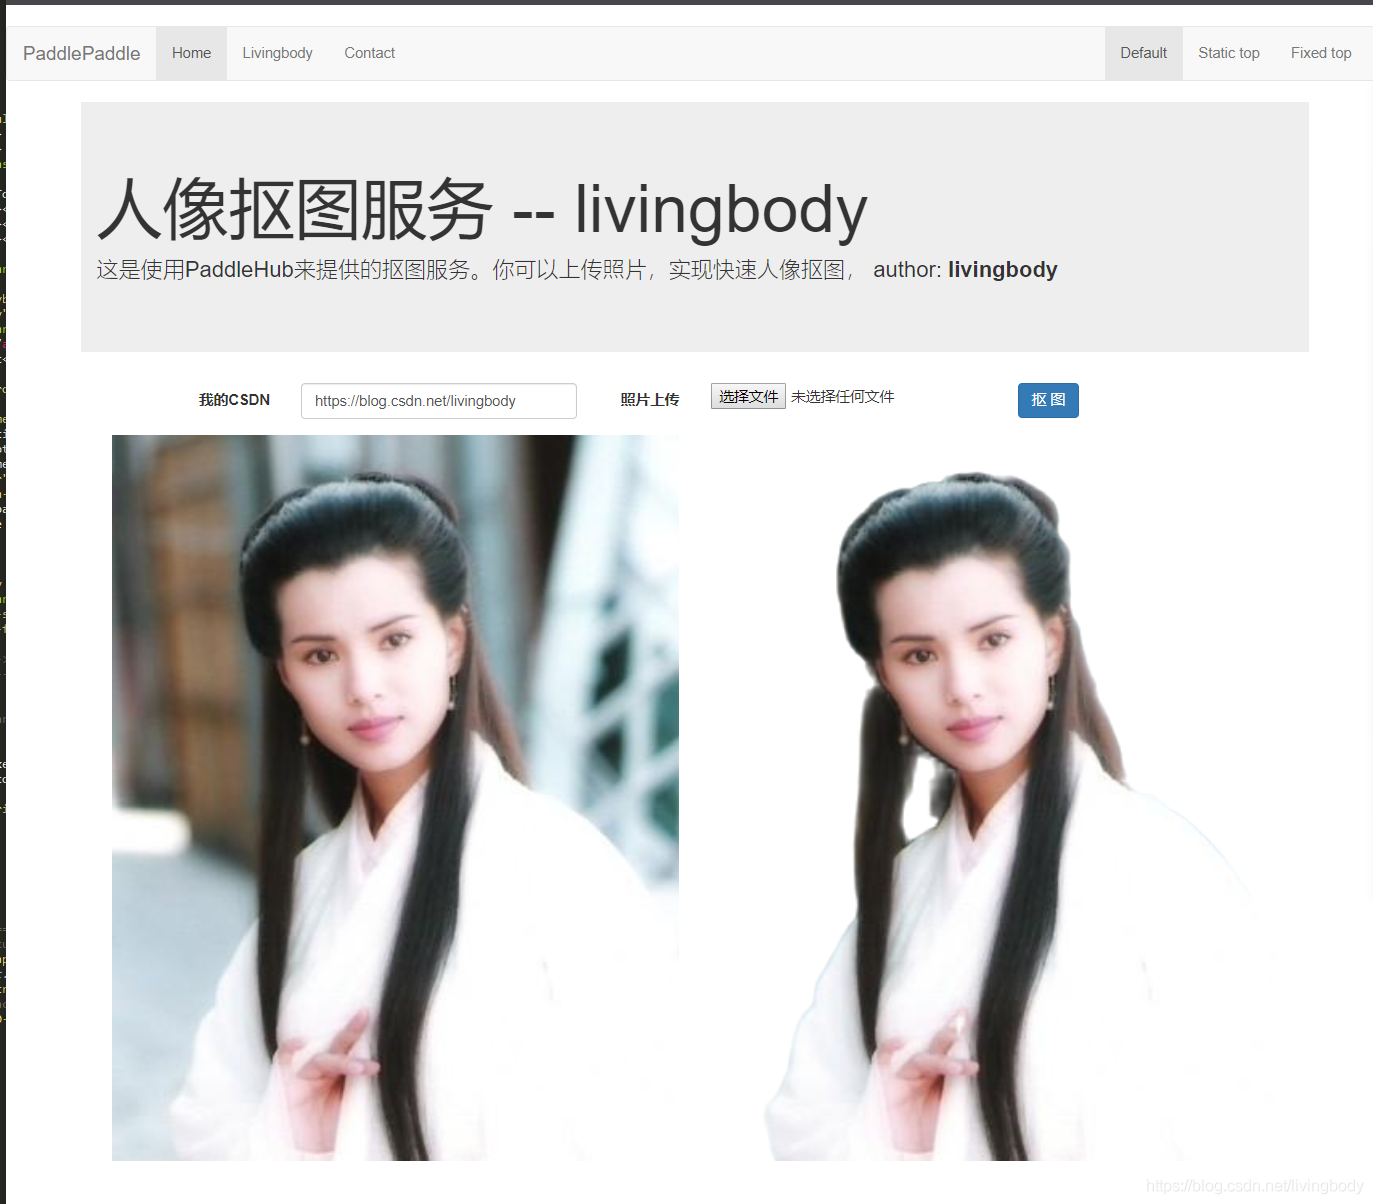 PaddlePaddle Home Livingbody Contact Default Static top Fixed top
人像抠图服务 -- livingbody
这是使用PaddleHub来提供的抠图服务。你可以上传照片，实现快速人像抠图， author: livingbody
我的CSDN https://blog.csdn.net/livingbody 照片上传 选择文件 未选择任何文件 抠 图
https://blog.csdn.net/livingbody